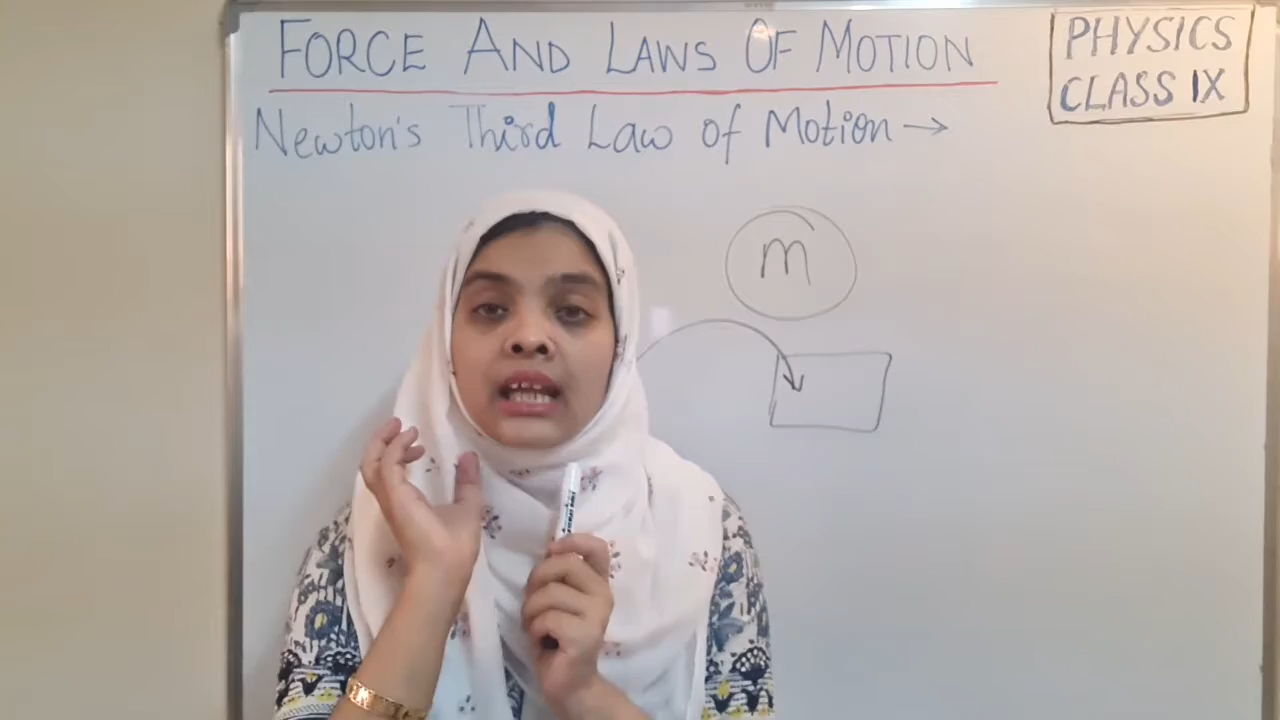 FORCE AND LAWS OF MOTION
PHYSICS
CLASS IX
Newton's Third Law of Motion →
m